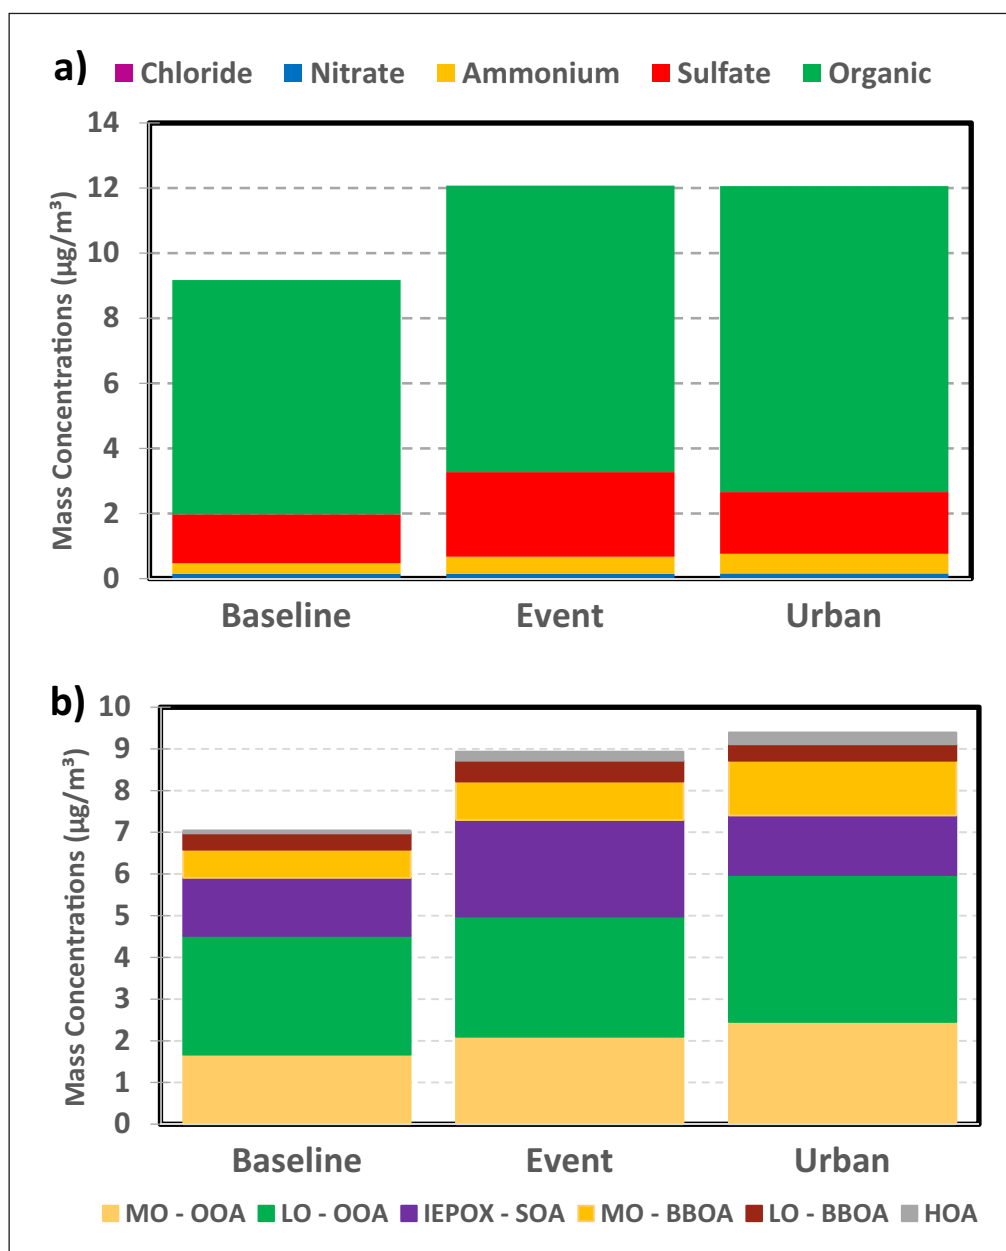 a)
Chloride Nitrate Ammonium Sulfate Organic
Mass Concentrations (µg/m³)
14
12
10
8
6
4
2
0
Baseline Event Urban
b)
Mass Concentrations (µg/m³)
10
9
8
7
6
5
4
3
2
1
0
Baseline Event Urban
MO - OOA LO - OOA IEPOX - SOA MO - BBOA LO - BBOA HOA